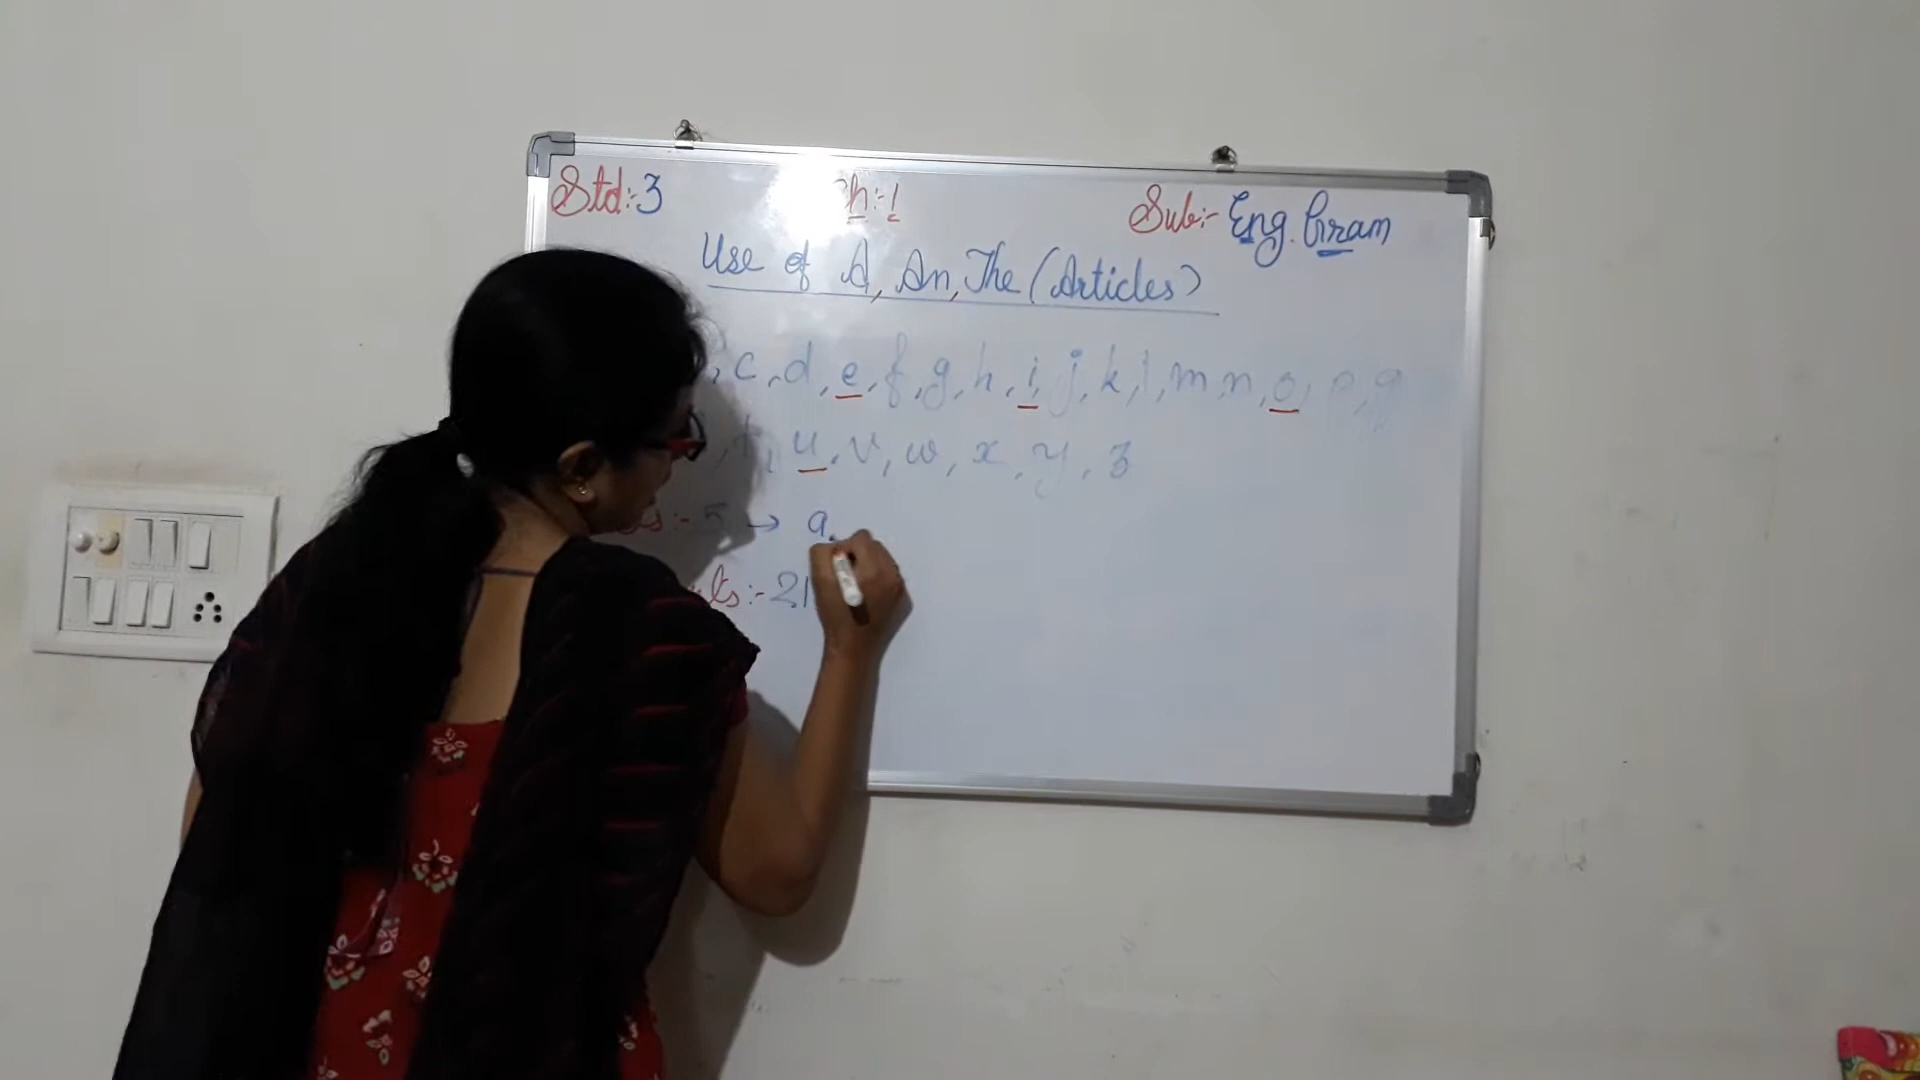 Std:-3 Ch:-1 Sub:- Eng. Gram
Use of A, An, The (Articles)
, c, d, e, f, g, h, i, j, k, l, m, n, o, p, q
, t, u, v, w, x, y, z
:- 5 → a,
:- 21